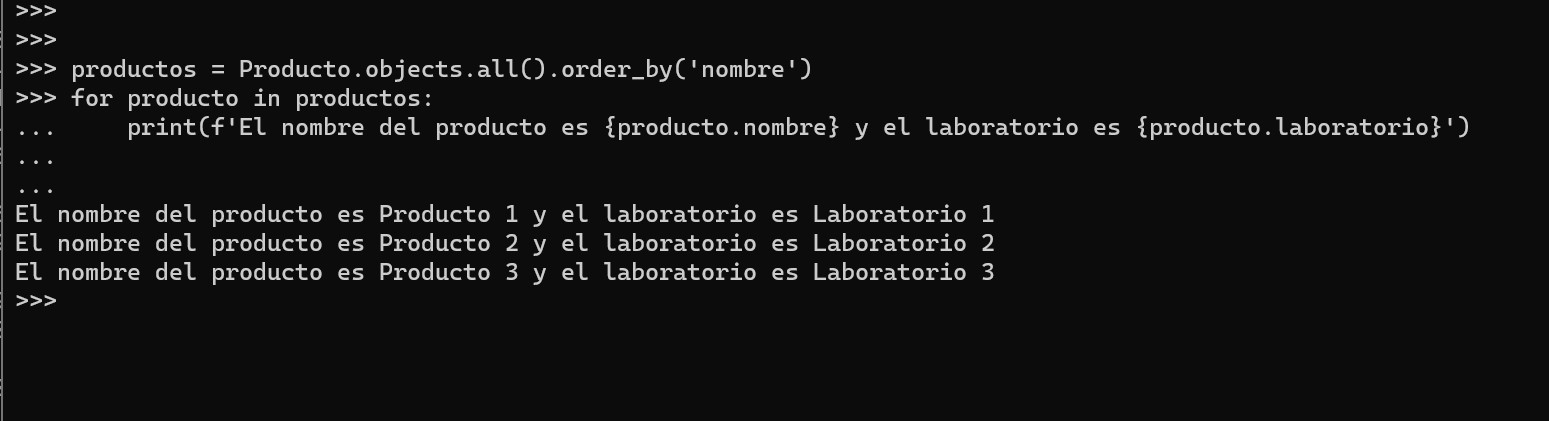 >>>
>>>
>>> productos = Producto.objects.all().order_by('nombre')
>>> for producto in productos:
...     print(f'El nombre del producto es {producto.nombre} y el laboratorio es {producto.laboratorio}')
...
...
El nombre del producto es Producto 1 y el laboratorio es Laboratorio 1
El nombre del producto es Producto 2 y el laboratorio es Laboratorio 2
El nombre del producto es Producto 3 y el laboratorio es Laboratorio 3
>>>